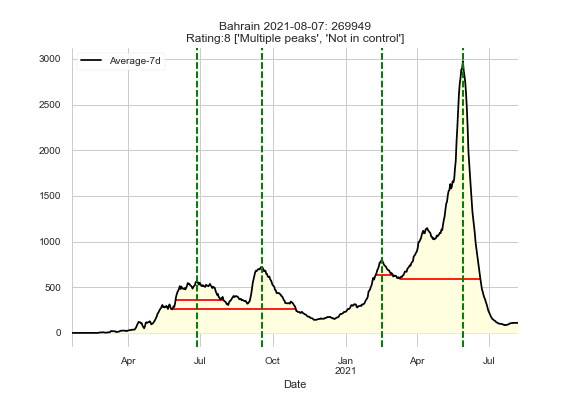 Bahrain 2021-08-07: 269949
Rating:8 ['Multiple peaks', 'Not in control']
Average-7d
3000
2500
2000
1500
1000
500
0
Apr
Jul
Oct
Jan
2021
Apr
Jul
Date